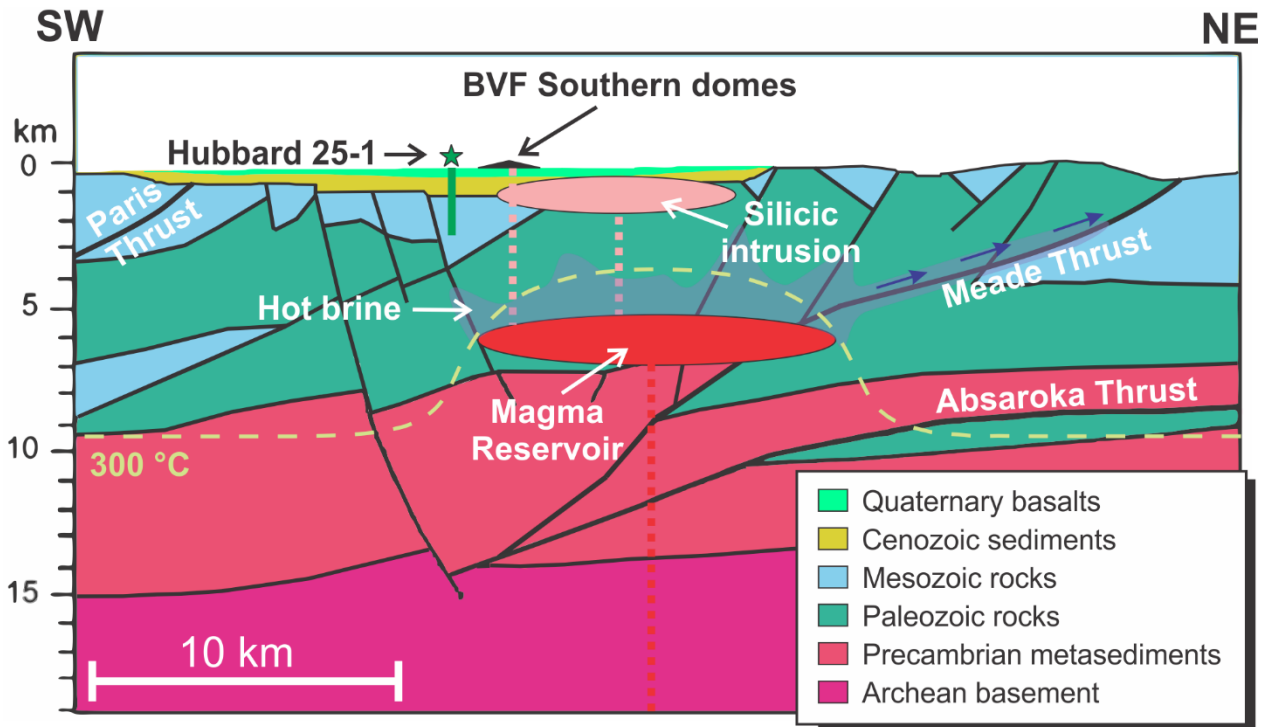 SW
NE
BVF Southern domes
km
Hubbard 25-1
0
Paris
Thrust
Silicic
intrusion
Meade Thrust
Hot brine
5
Magma
Reservoir
Absaroka Thrust
10
300 °C
Quaternary basalts
Cenozoic sediments
Mesozoic rocks
Paleozoic rocks
Precambrian metasediments
Archean basement
15
10 km